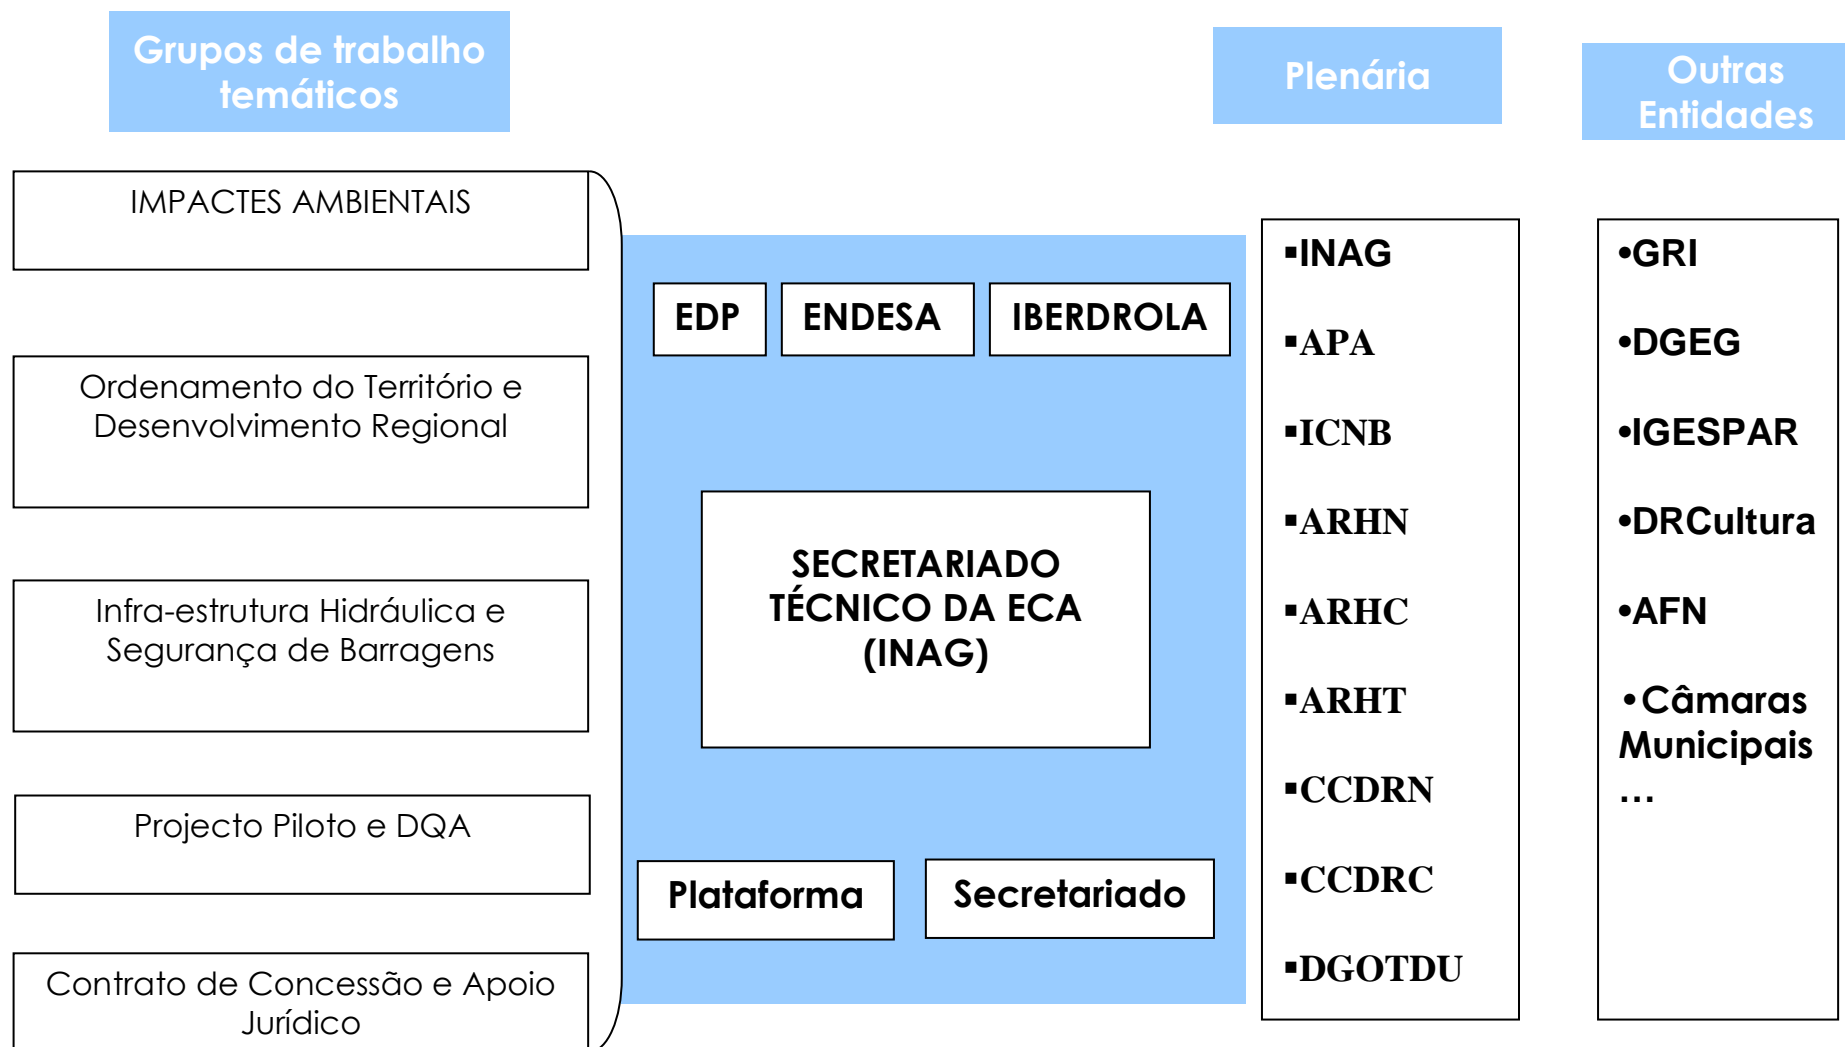 Grupos de trabalho
temáticos
IMPACTES AMBIENTAIS
Ordenamento do Território e
Desenvolvimento Regional
Infra-estrutura Hidráulica e
Segurança de Barragens
Projecto Piloto e DQA
Contrato de Concessão e Apoio
Jurídico
EDP
ENDESA
IBERDROLA
SECRETARIADO
TÉCNICO DA ECA
(INAG)
Plataforma
Secretariado
Plenária
▪INAG
▪APA
▪ICNB
▪ARHN
▪ARHC
▪ARHT
▪CCDRN
▪CCDRC
▪DGOTDU
Outras
Entidades
•GRI
•DGEG
•IGESPAR
•DRCultura
•AFN
•Câmaras
Municipais
…